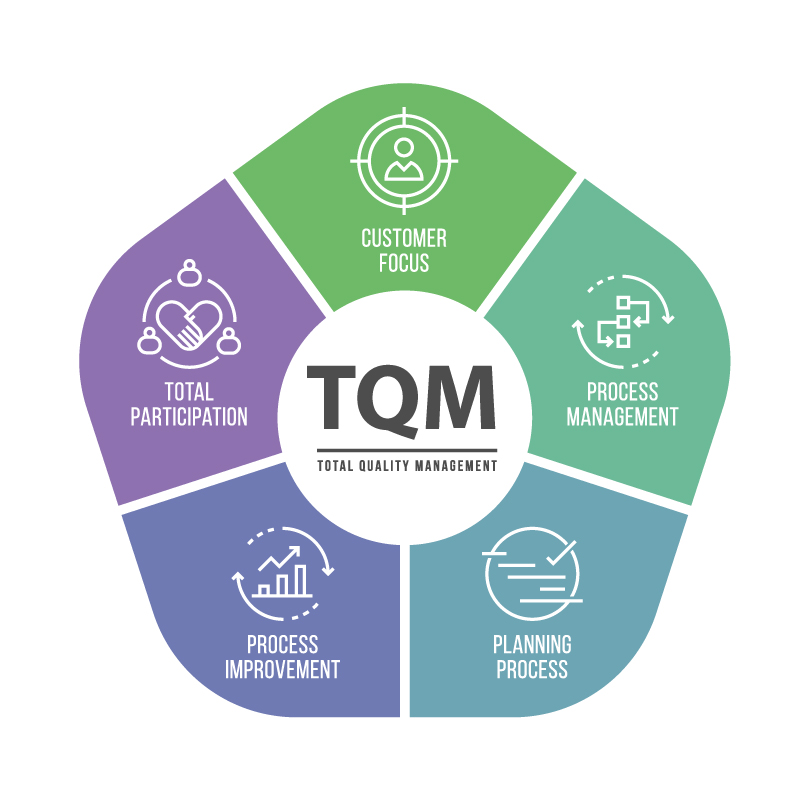 CUSTOMER
FOCUS
PROCESS
MANAGEMENT
PLANNING
PROCESS
PROCESS
IMPROVEMENT
TOTAL
PARTICIPATION
TQM
TOTAL QUALITY MANAGEMENT